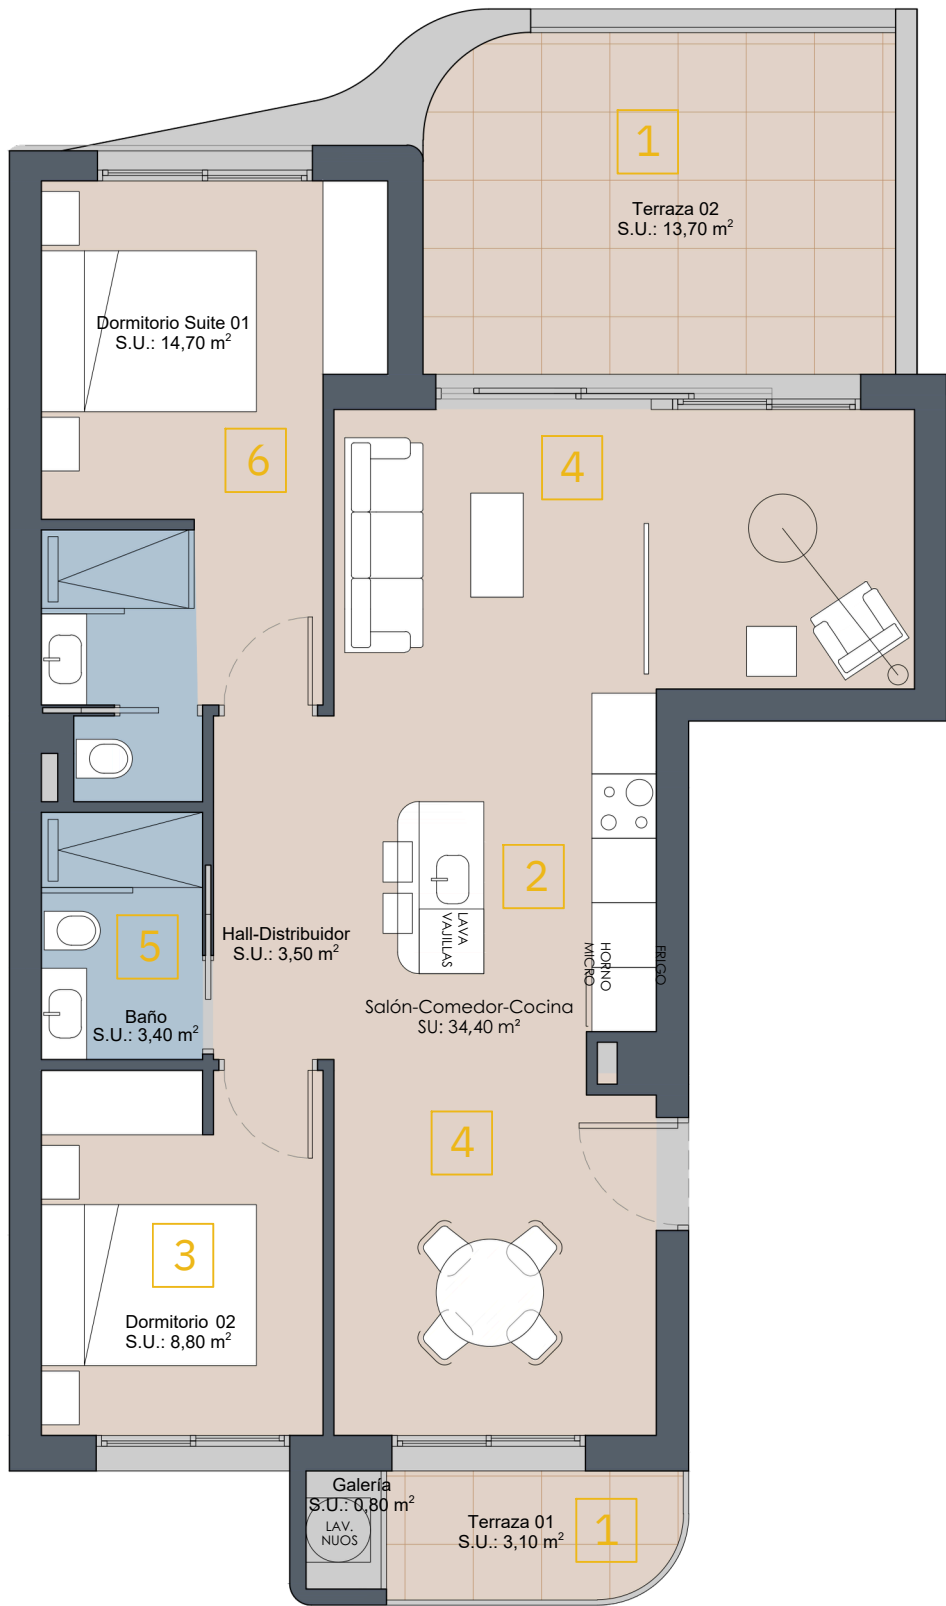 1
Terraza 02
S.U.: 13,70 m²
Dormitorio Suite 01
S.U.: 14,70 m²
6
4
2
LAVA
VAJILLAS
HORNO
MICRO
FRIGO
Hall-Distribuidor
S.U.: 3,50 m²
5
Baño
S.U.: 3,40 m²
Salón-Comedor-Cocina
SU: 34,40 m²
4
3
Dormitorio 02
S.U.: 8,80 m²
Galería
S.U.: 0,80 m²
LAV.
NUOS
Terraza 01
S.U.: 3,10 m²
1